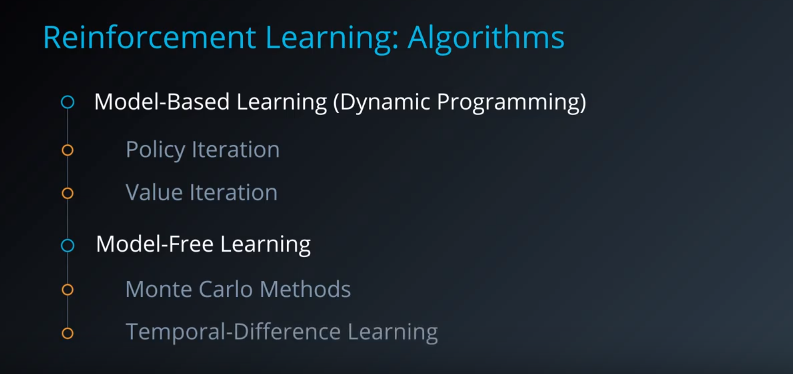 Reinforcement Learning: Algorithms
Model-Based Learning (Dynamic Programming)
Policy Iteration
Value Iteration
Model-Free Learning
Monte Carlo Methods
Temporal-Difference Learning